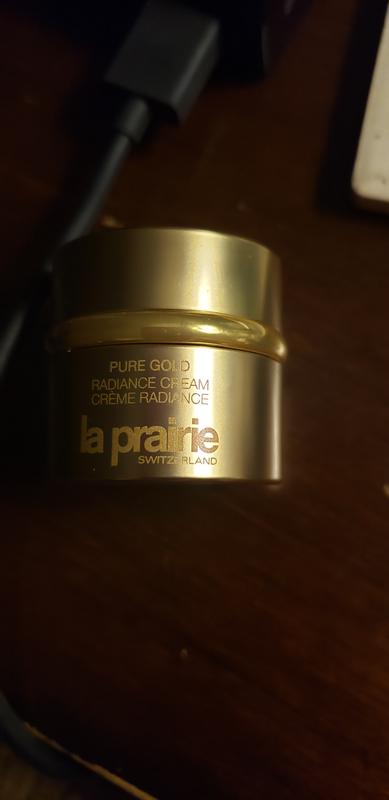 PURE GOLD
RADIANCE CREAM
CRÈME RADIANCE
la prairie
SWITZERLAND